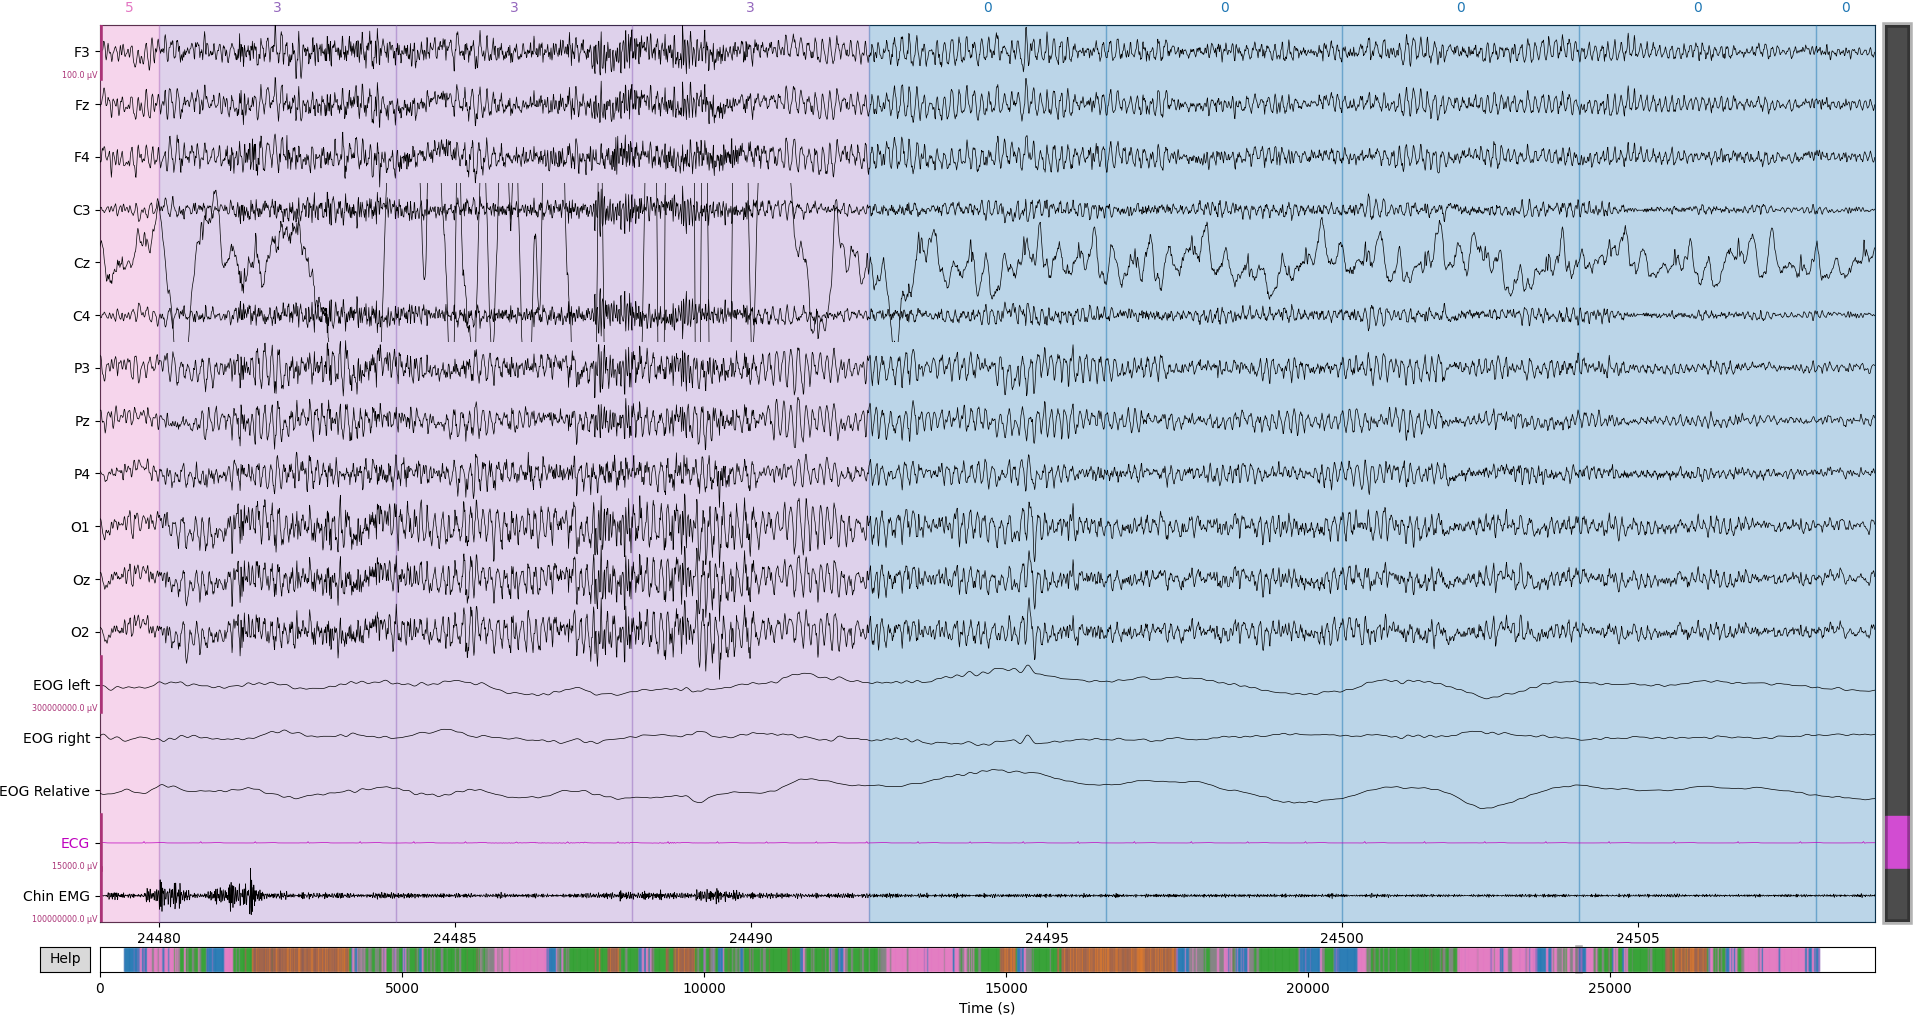 5 3 3 3 0 0 0 0 0
F3
100.0 µV
Fz
F4
C3
Cz
C4
P3
Pz
P4
O1
Oz
O2
EOG left
300000000.0 µV
EOG right
EOG Relative
ECG
15000.0 µV
Chin EMG
100000000.0 µV
24480 24485 24490 24495 24500 24505
Help
0 5000 10000 15000 20000 25000
Time (s)